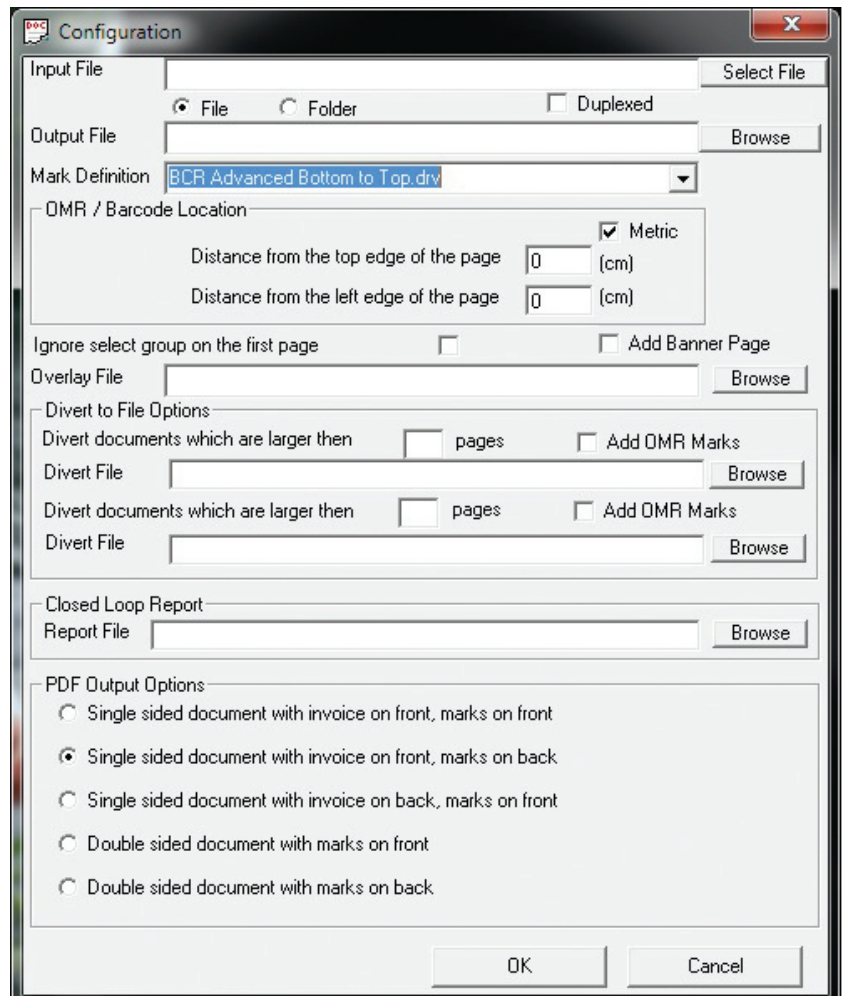 DOC Configuration
Input File Select File
File Folder Duplexed
Output File Browse
Mark Definition BCR Advanced Bottom to Top.drv
OMR / Barcode Location
Metric
Distance from the top edge of the page 0 (cm)
Distance from the left edge of the page 0 (cm)
Ignore select group on the first page Add Banner Page
Overlay File Browse
Divert to File Options
Divert documents which are larger then pages Add OMR Marks
Divert File Browse
Divert documents which are larger then pages Add OMR Marks
Divert File Browse
Closed Loop Report
Report File Browse
PDF Output Options
Single sided document with invoice on front, marks on front
Single sided document with invoice on front, marks on back
Single sided document with invoice on back, marks on front
Double sided document with marks on front
Double sided document with marks on back
OK Cancel